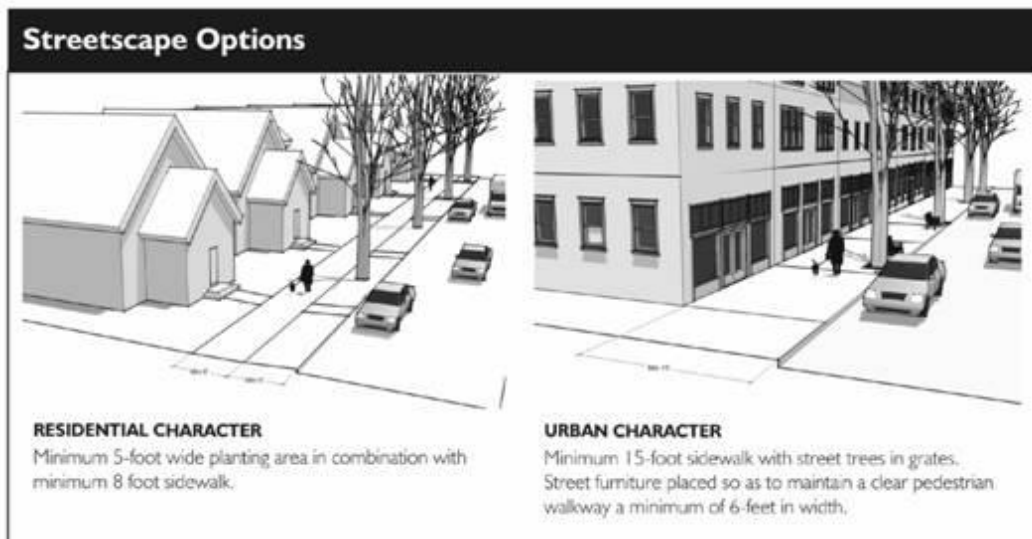 Streetscape Options
RESIDENTIAL CHARACTER
Minimum 5-foot wide planting area in combination with
minimum 8 foot sidewalk.
URBAN CHARACTER
Minimum 15-foot sidewalk with street trees in grates.
Street furniture placed so as to maintain a clear pedestrian
walkway a minimum of 6-feet in width.